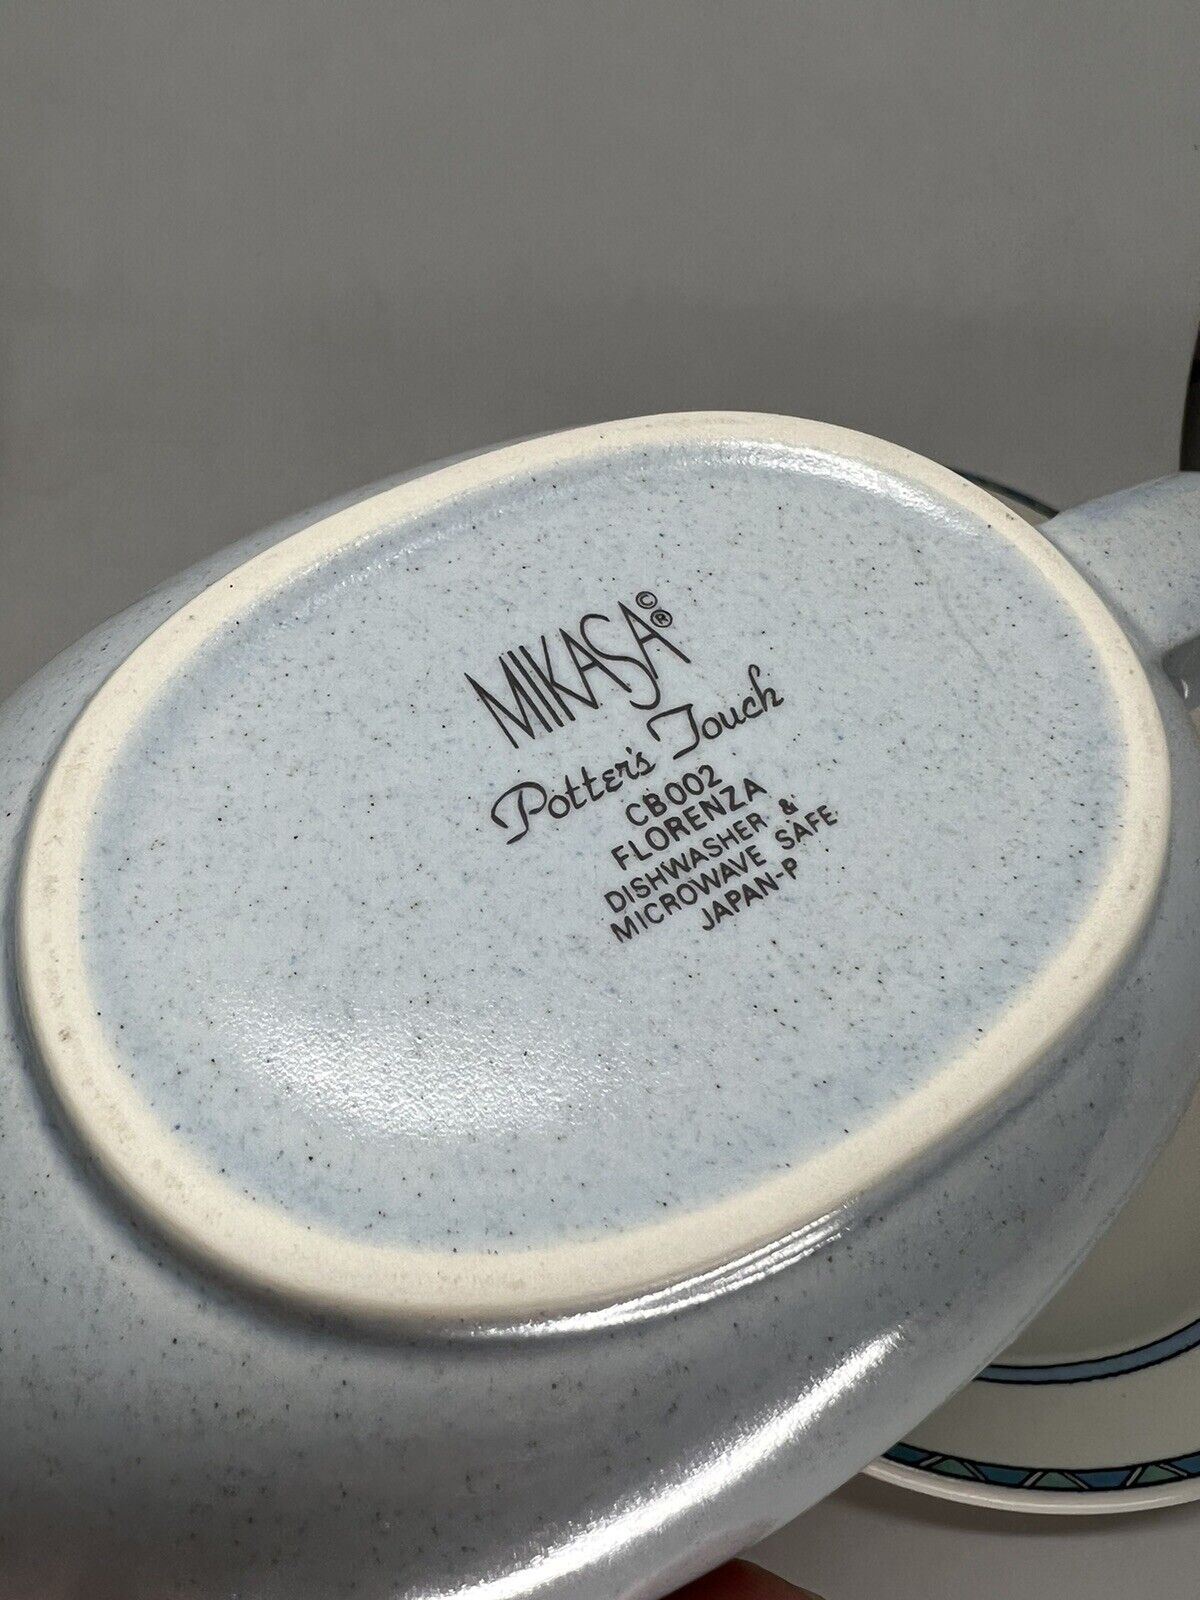 MIKASA©®
Potter's Touch
CB002
FLORENZA
DISHWASHER &
MICROWAVE SAFE
JAPAN-P